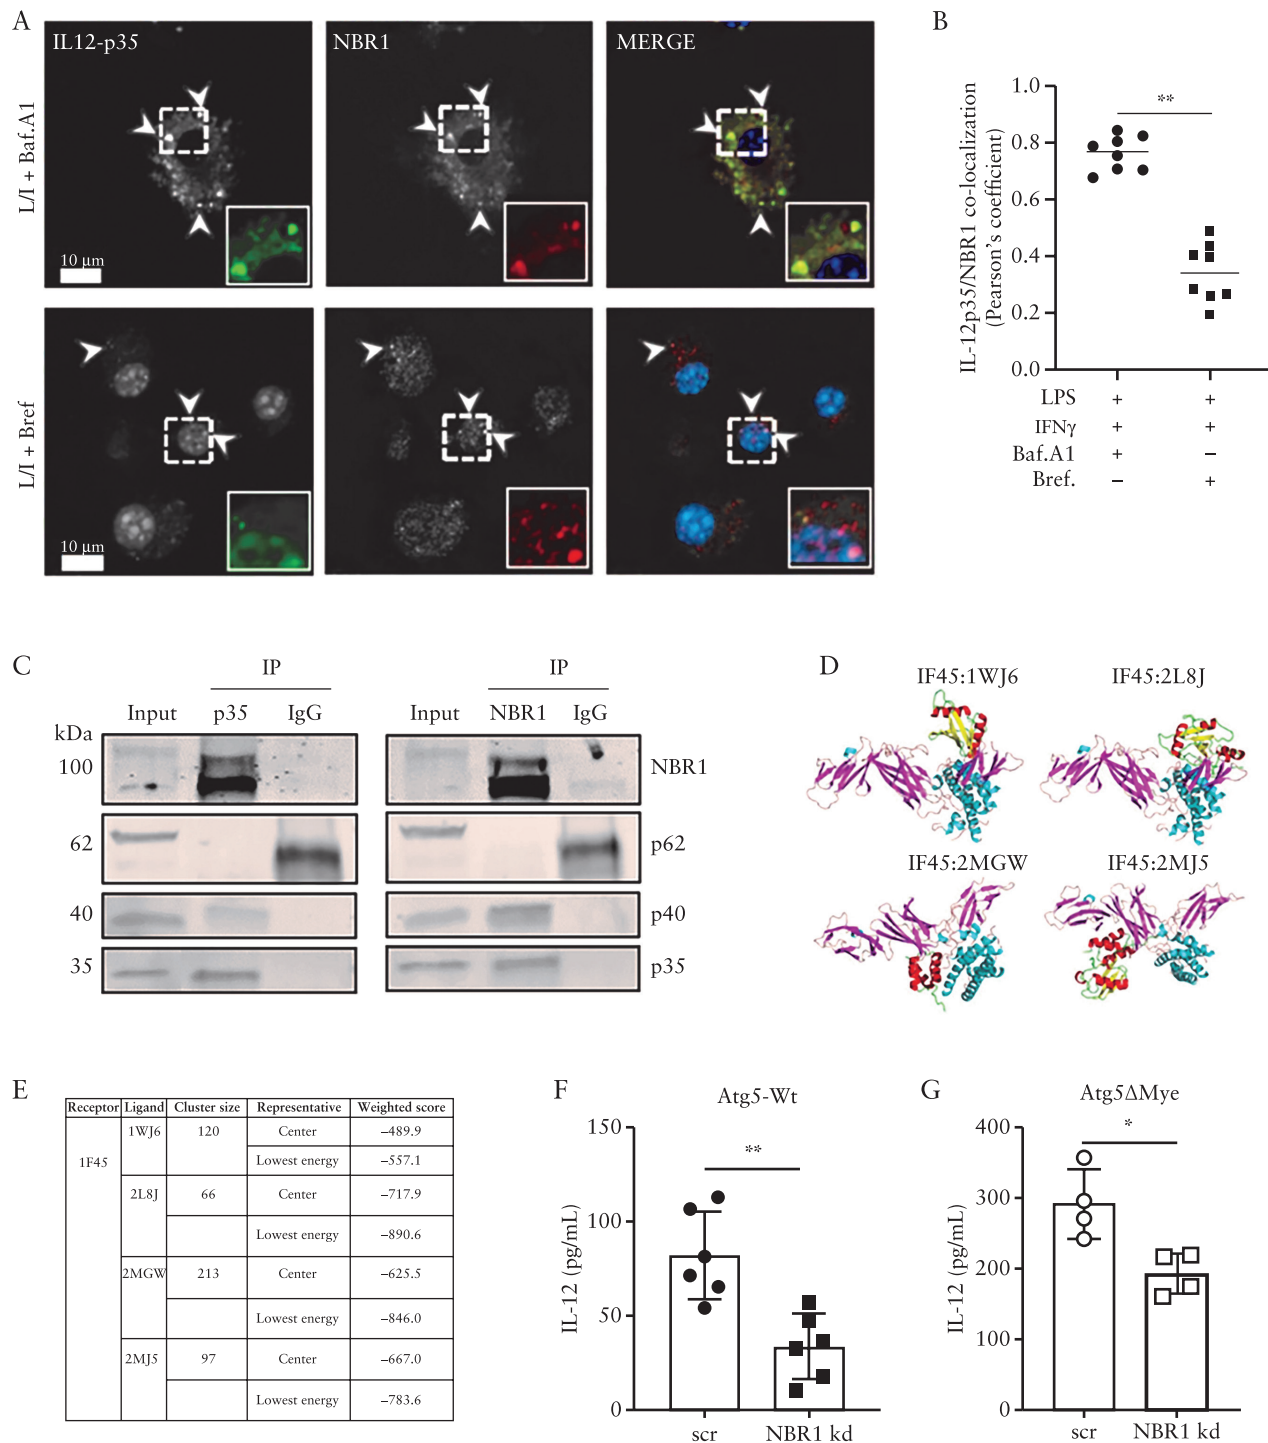 A
IL12-p35
NBR1
MERGE
L/I + Baf.A1
10 μm
L/I + Bref
10 μm
B
IL-12p35/NBR1 co-localization
(Pearson's coefficient)
1.0
0.8
0.6
0.4
0.2
0.0
**
LPS + +
IFNγ + +
Baf.A1 + −
Bref. − +
C
IP
IP
Input p35 IgG
Input NBR1 IgG
kDa
100
NBR1
62
p62
40
p40
35
p35
D
IF45:1WJ6
IF45:2L8J
IF45:2MGW
IF45:2MJ5
E
Receptor Ligand Cluster size Representative Weighted score
1F45
1WJ6 120 Center −489.9
Lowest energy −557.1
2L8J 66 Center −717.9
Lowest energy −890.6
2MGW 213 Center −625.5
Lowest energy −846.0
2MJ5 97 Center −667.0
Lowest energy −783.6
F
Atg5-Wt
IL-12 (pg/mL)
150
100
50
0
**
scr
NBR1 kd
G
Atg5ΔMye
IL-12 (pg/mL)
400
300
200
100
0
*
scr
NBR1 kd